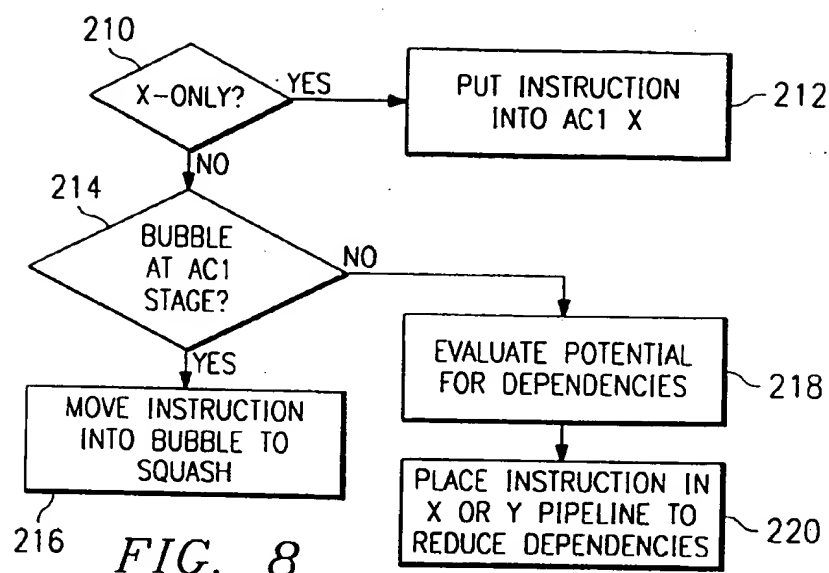 210
X-ONLY?
YES
PUT INSTRUCTION
INTO AC1 X
212
NO
214
BUBBLE
AT AC1
STAGE?
NO
YES
EVALUATE POTENTIAL
FOR DEPENDENCIES
218
MOVE INSTRUCTION
INTO BUBBLE TO
SQUASH
216
PLACE INSTRUCTION IN
X OR Y PIPELINE TO
REDUCE DEPENDENCIES
220
FIG. 8